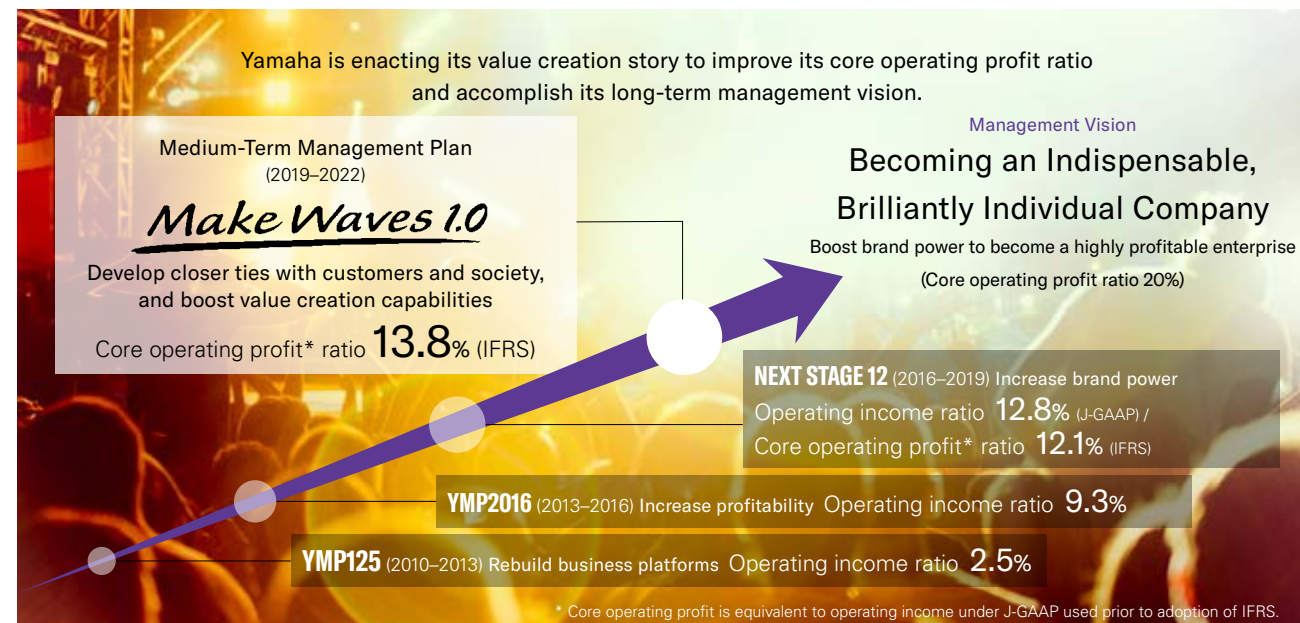 Yamaha is enacting its value creation story to improve its core operating profit ratio
and accomplish its long-term management vision.
Medium-Term Management Plan
(2019–2022)
Make Waves 1.0
Develop closer ties with customers and society,
and boost value creation capabilities
Core operating profit* ratio 13.8% (IFRS)
Management Vision
Becoming an Indispensable,
Brilliantly Individual Company
Boost brand power to become a highly profitable enterprise
(Core operating profit ratio 20%)
NEXT STAGE 12 (2016–2019) Increase brand power
Operating income ratio 12.8% (J-GAAP) /
Core operating profit* ratio 12.1% (IFRS)
YMP2016 (2013–2016) Increase profitability Operating income ratio 9.3%
YMP125 (2010–2013) Rebuild business platforms Operating income ratio 2.5%
* Core operating profit is equivalent to operating income under J-GAAP used prior to adoption of IFRS.